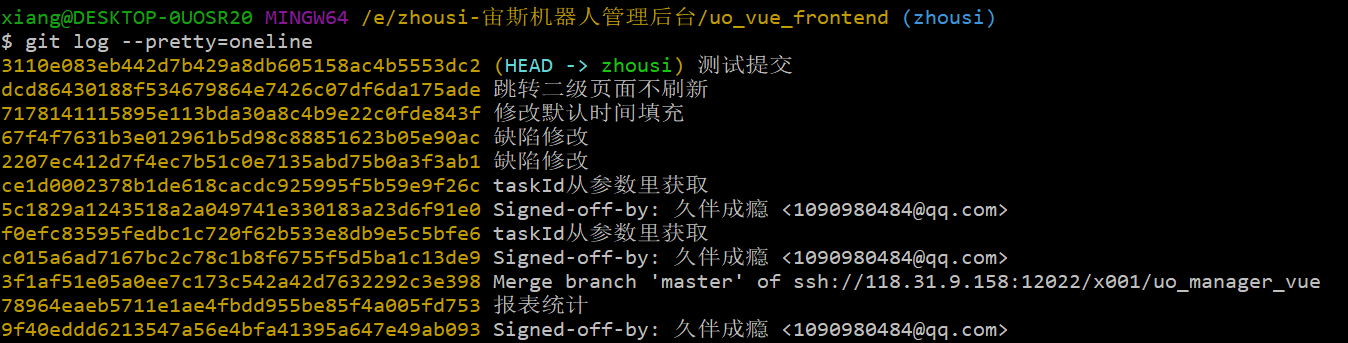 xiang@DESKTOP-0UOSR20 MINGW64 /e/zhousi-宙斯机器人管理后台/uo_vue_frontend (zhousi)
$ git log --pretty=oneline
3110e083eb442d7b429a8db605158ac4b5553dc2 (HEAD -> zhousi) 测试提交
dcd86430188f534679864e7426c07df6da175ade 跳转二级页面不刷新
7178141115895e113bda30a8c4b9e22c0fde843f 修改默认时间填充
67f4f7631b3e012961b5d98c88851623b05e90ac 缺陷修改
2207ec412d7f4ec7b51c0e7135abd75b0a3f3ab1 缺陷修改
ce1d0002378b1de618cacdc925995f5b59e9f26c taskId从参数里获取
5c1829a1243518a2a049741e330183a23d6f91e0 Signed-off-by: 久伴成瘾 <1090980484@qq.com>
f0efc83595fedbc1c720f62b533e8db9e5c5bfe6 taskId从参数里获取
c015a6ad7167bc2c78c1b8f6755f5d5ba1c13de9 Signed-off-by: 久伴成瘾 <1090980484@qq.com>
3f1af51e05a0ee7c173c542a42d7632292c3e398 Merge branch 'master' of ssh://118.31.9.158:12022/x001/uo_manager_vue
78964eaeb5711e1ae4fbdd955be85f4a005fd753 报表统计
9f40eddd6213547a56e4bfa41395a647e49ab093 Signed-off-by: 久伴成瘾 <1090980484@qq.com>